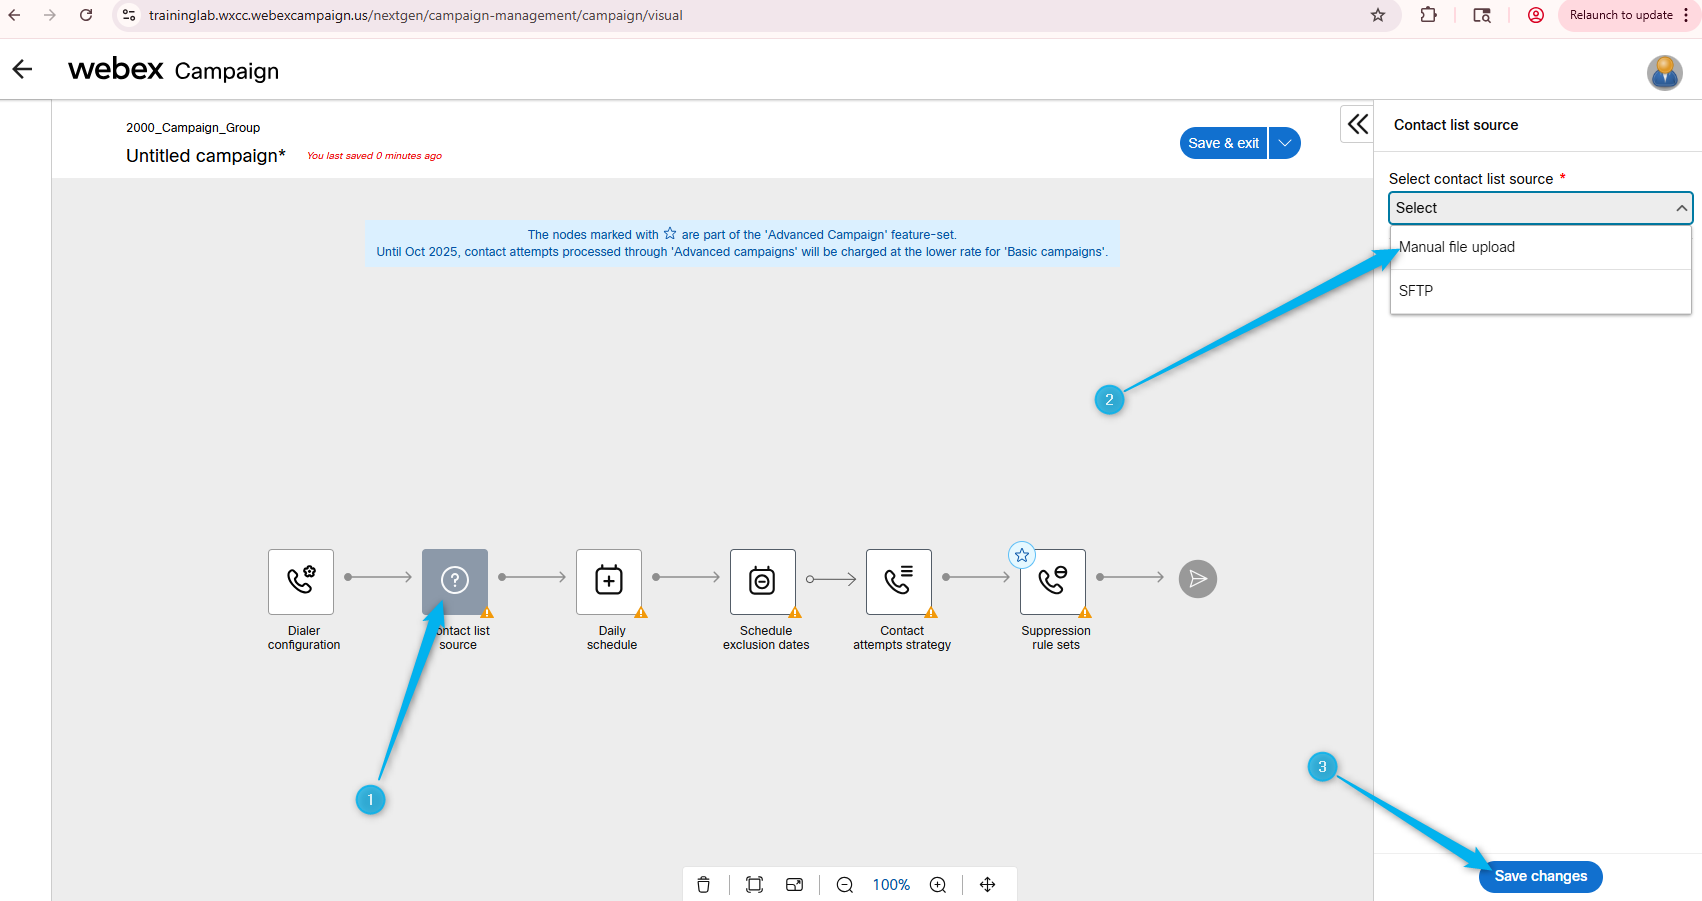 traininglab.wxcc.webexcampaign.us/nextgen/campaign-management/campaign/visual
Relaunch to update
webex Campaign
2000_Campaign_Group
Untitled campaign*
You last saved 0 minutes ago
Save & exit
Contact list source
Select contact list source *
Select
Manual file upload
SFTP
The nodes marked with ☆ are part of the 'Advanced Campaign' feature-set.
Until Oct 2025, contact attempts processed through 'Advanced campaigns' will be charged at the lower rate for 'Basic campaigns'.
2
Dialer
configuration
ontact list
source
Daily
schedule
Schedule
exclusion dates
Contact
attempts strategy
Suppression
rule sets
1
3
100%
Save changes